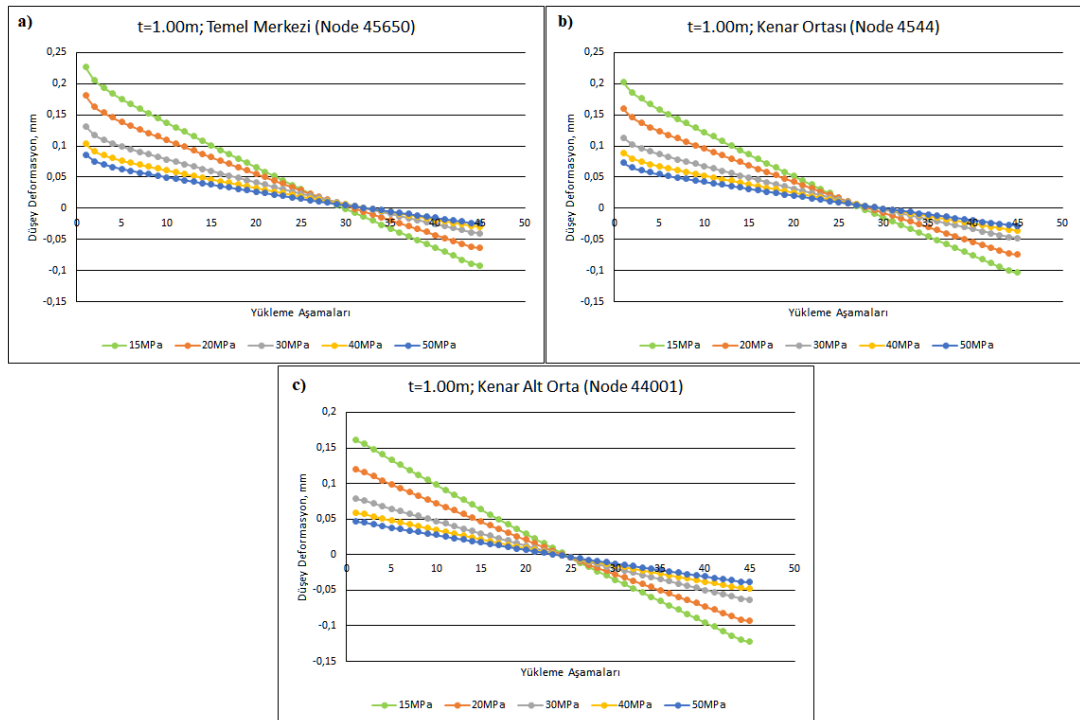 a)
t=1.00m; Temel Merkezi (Node 45650)
Düşey Deformasyon, mm
0,25
0,2
0,15
0,1
0,05
0
-0,05
-0,1
-0,15
0 5 10 15 20 25 30 35 40 45 50
Yükleme Aşamaları
15MPa 20MPa 30MPa 40MPa 50MPa
b)
t=1.00m; Kenar Ortası (Node 4544)
Düşey Deformasyon, mm
0,25
0,2
0,15
0,1
0,05
0
-0,05
-0,1
-0,15
0 5 10 15 20 25 30 35 40 45 50
Yükleme Aşamaları
15MPa 20MPa 30MPa 40MPa 50MPa
c)
t=1.00m; Kenar Alt Orta (Node 44001)
Düşey Deformasyon, mm
0,2
0,15
0,1
0,05
0
-0,05
-0,1
-0,15
0 5 10 15 20 25 30 35 40 45 50
Yükleme Aşamaları
15MPa 20MPa 30MPa 40MPa 50MPa